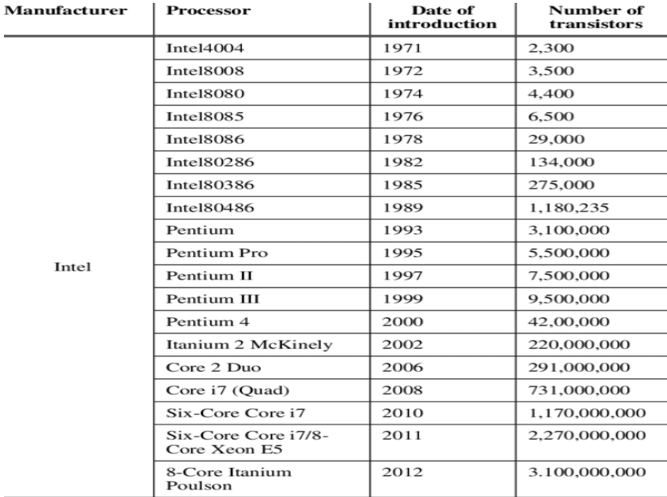 Manufacturer Processor Date of introduction Number of transistors
Intel
Intel4004 1971 2,300
Intel8008 1972 3,500
Intel8080 1974 4,400
Intel8085 1976 6,500
Intel8086 1978 29,000
Intel80286 1982 134,000
Intel80386 1985 275,000
Intel80486 1989 1,180,235
Pentium 1993 3,100,000
Pentium Pro 1995 5,500,000
Pentium II 1997 7,500,000
Pentium III 1999 9,500,000
Pentium 4 2000 42,00,000
Itanium 2 McKinely 2002 220,000,000
Core 2 Duo 2006 291,000,000
Core i7 (Quad) 2008 731,000,000
Six-Core Core i7 2010 1,170,000,000
Six-Core Core i7/8- 2011 2,270,000,000
Core Xeon E5
8-Core Itanium 2012 3.100,000,000
Poulson